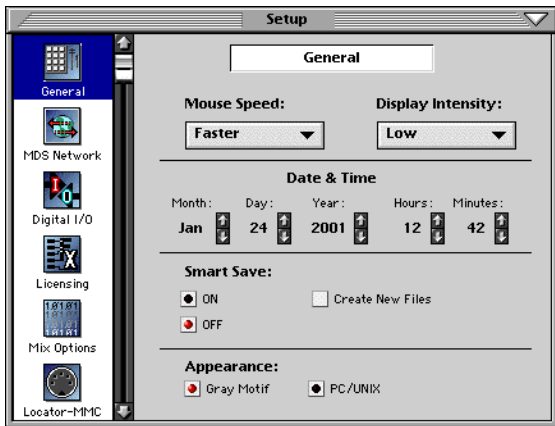 Setup
General
MDS Network
Digital I/O
Licensing
Mix Options
Locator-MMC
General
Mouse Speed: Display Intensity:
Faster Low
Date & Time
Month: Day: Year: Hours: Minutes:
Jan 24 2001 12 42
Smart Save:
ON Create New Files
OFF
Appearance:
Gray Motif PC/UNIX